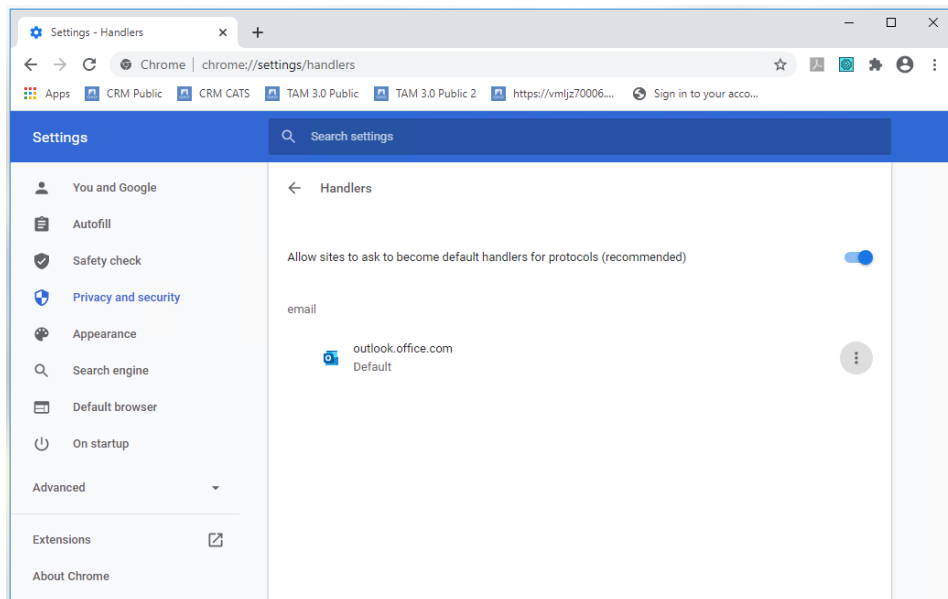 Settings - Handlers
Chrome | chrome://settings/handlers
Apps CRM Public CRM CATS TAM 3.0 Public TAM 3.0 Public 2 https://vmljz70006.... Sign in to your acco...
Settings
Search settings
You and Google
Autofill
Safety check
Privacy and security
Appearance
Search engine
Default browser
On startup
Advanced
Extensions
About Chrome
Handlers
Allow sites to ask to become default handlers for protocols (recommended)
email
outlook.office.com
Default